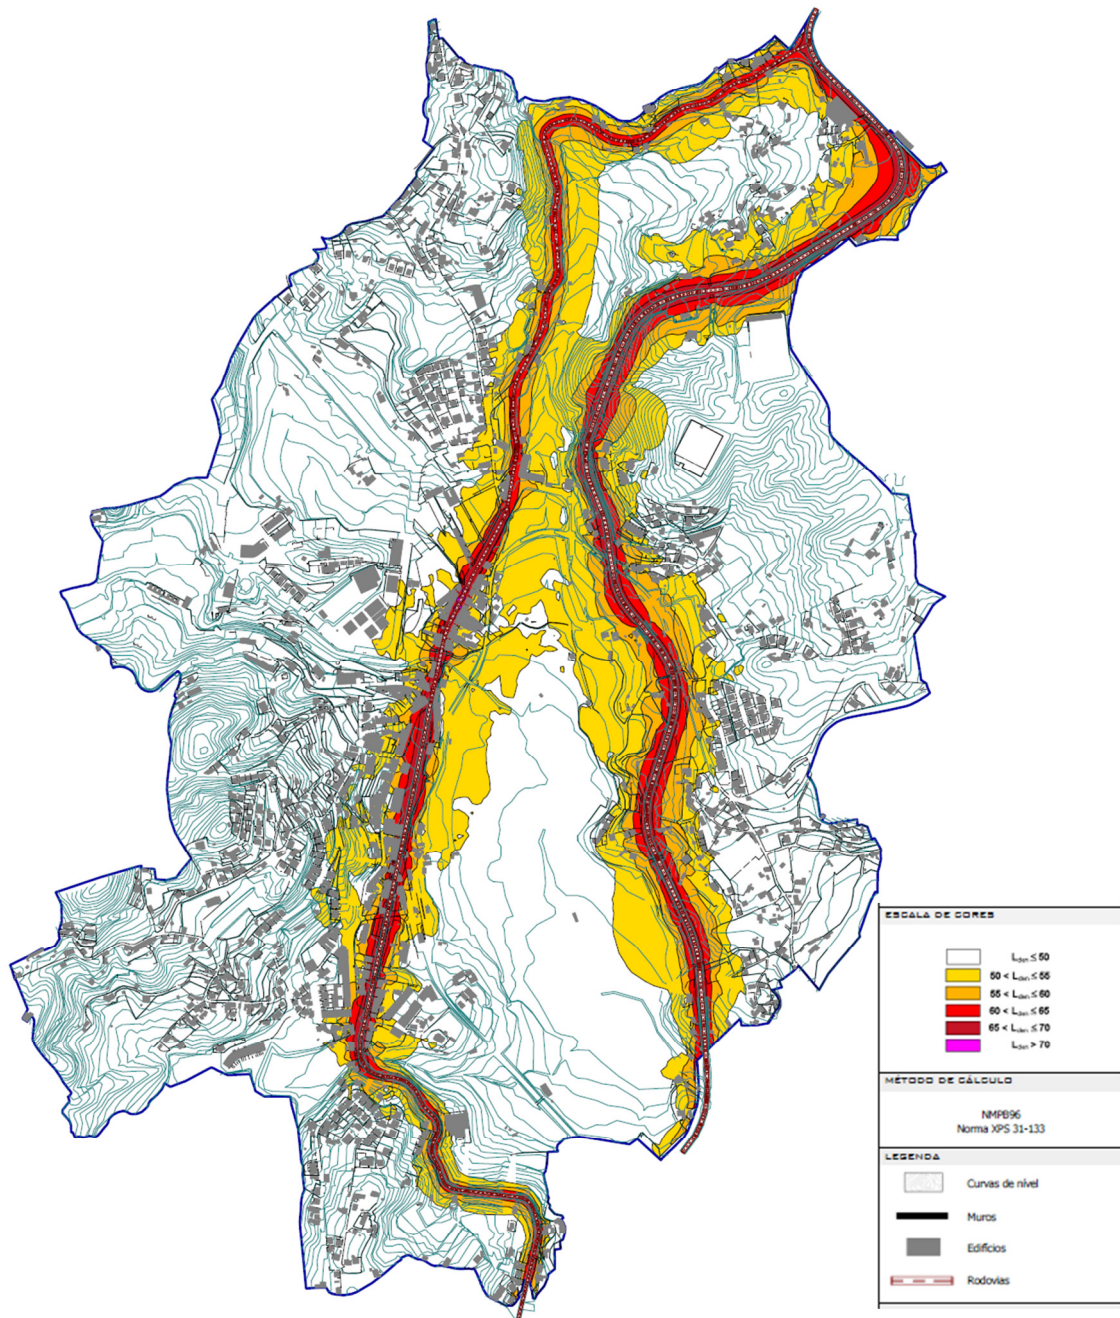 ESCALA DE CORES
Lden ≤ 50
50 < Lden ≤ 55
55 < Lden ≤ 60
60 < Lden ≤ 65
65 < Lden ≤ 70
Lden > 70
MÉTODO DE CÁLCULO
NMPB96
Norma XPS 31-133
LEGENDA
Curvas de nível
Muros
Edifícios
Rodovias